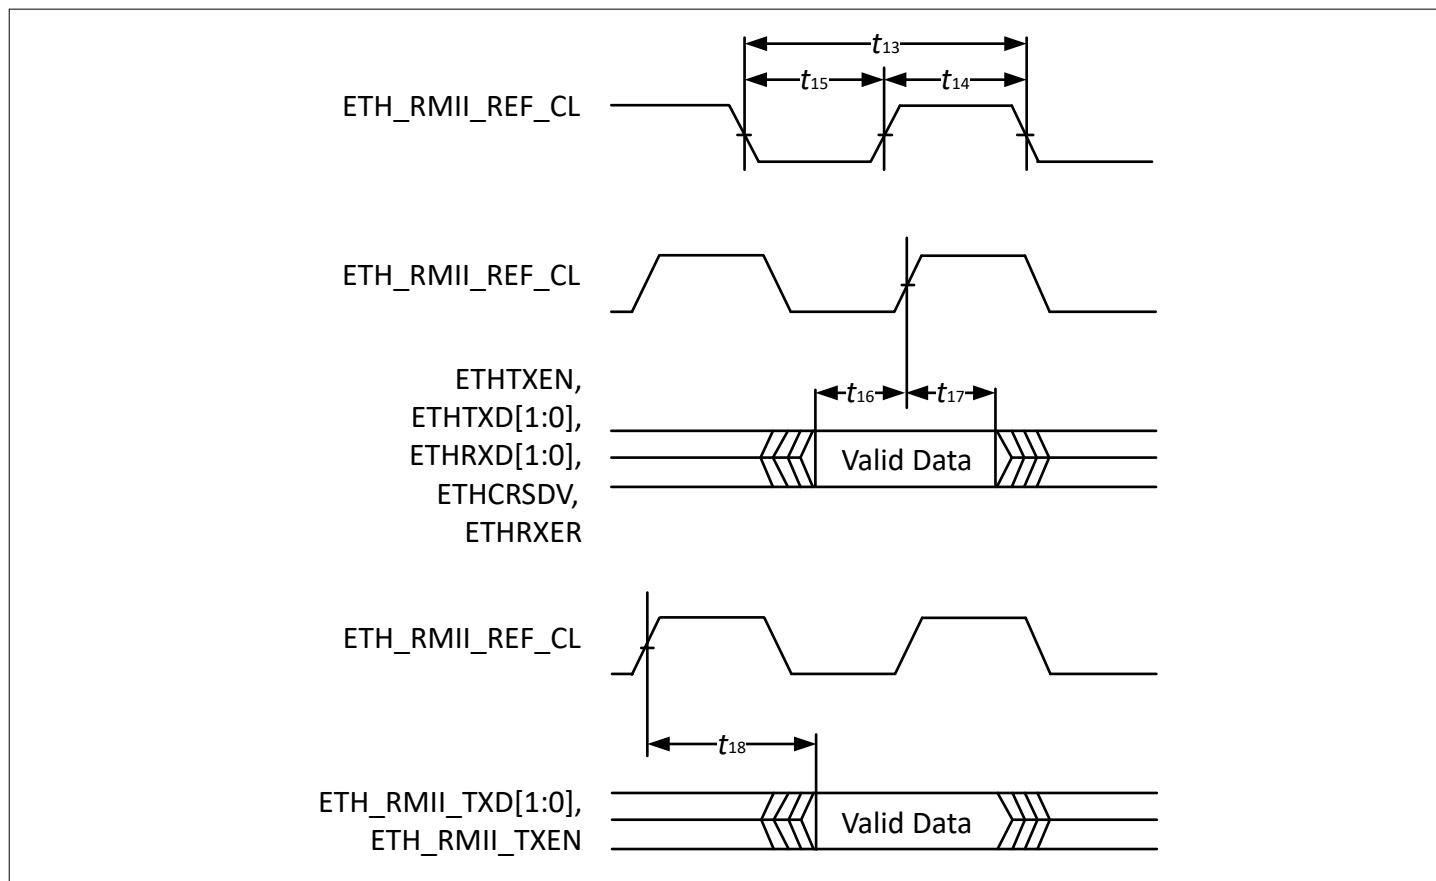 t13
t15 t14
ETH_RMII_REF_CL
ETH_RMII_REF_CL
ETHTXEN,
t16 t17
ETHTXD[1:0],
ETHRXD[1:0],
Valid Data
ETHCRSDV,
ETHRXER
ETH_RMII_REF_CL
t18
ETH_RMII_TXD[1:0],
Valid Data
ETH_RMII_TXEN